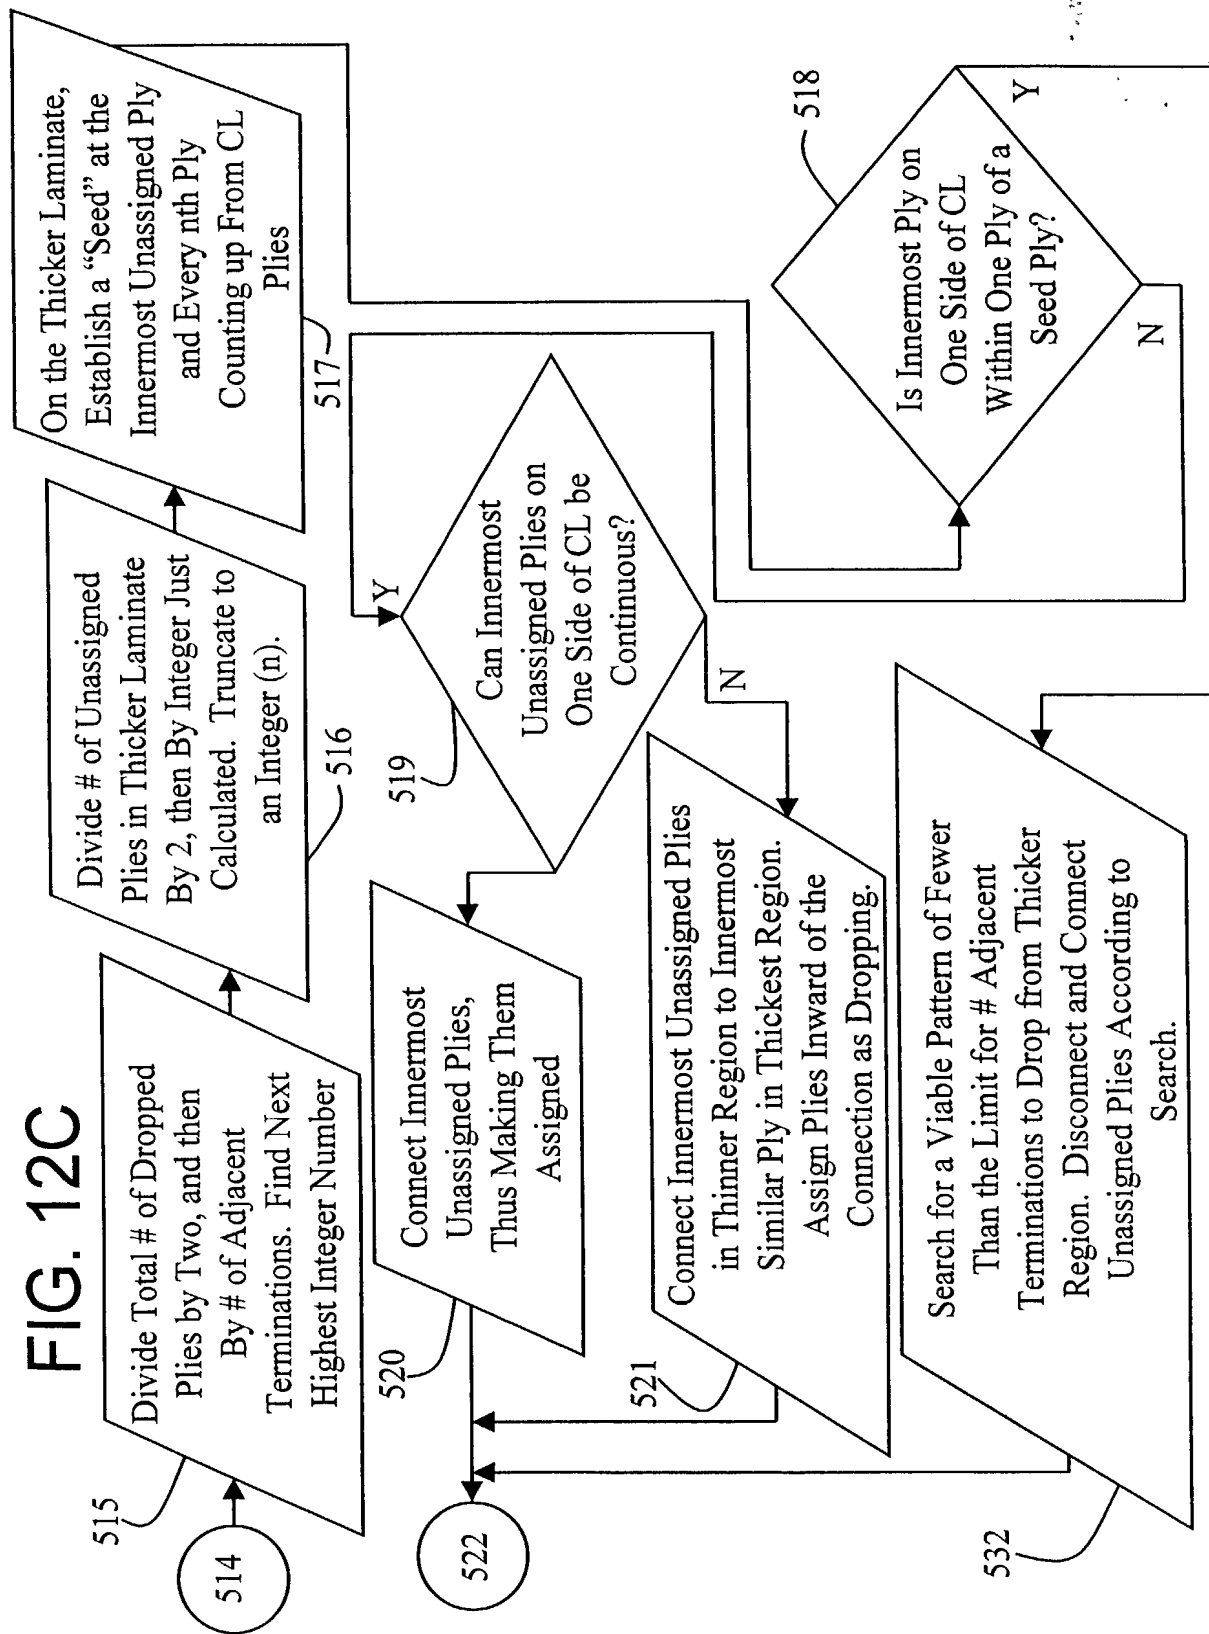 FIG. 12C
514
515
Divide Total # of Dropped
Plies by Two, and then
By # of Adjacent
Terminations. Find Next
Highest Integer Number
516
Divide # of Unassigned
Plies in Thicker Laminate
By 2, then By Integer Just
Calculated. Truncate to
an Integer (n).
517
On the Thicker Laminate,
Establish a “Seed” at the
Innermost Unassigned Ply
and Every nth Ply
Counting up From CL
Plies
518
Is Innermost Ply on
One Side of CL
Within One Ply of a
Seed Ply?
Y
N
519
Can Innermost
Unassigned Plies on
One Side of CL be
Continuous?
Y
N
520
Connect Innermost
Unassigned Plies,
Thus Making Them
Assigned
522
521
Connect Innermost Unassigned Plies
in Thinner Region to Innermost
Similar Ply in Thickest Region.
Assign Plies Inward of the
Connection as Dropping.
532
Search for a Viable Pattern of Fewer
Than the Limit for # Adjacent
Terminations to Drop from Thicker
Region. Disconnect and Connect
Unassigned Plies According to
Search.